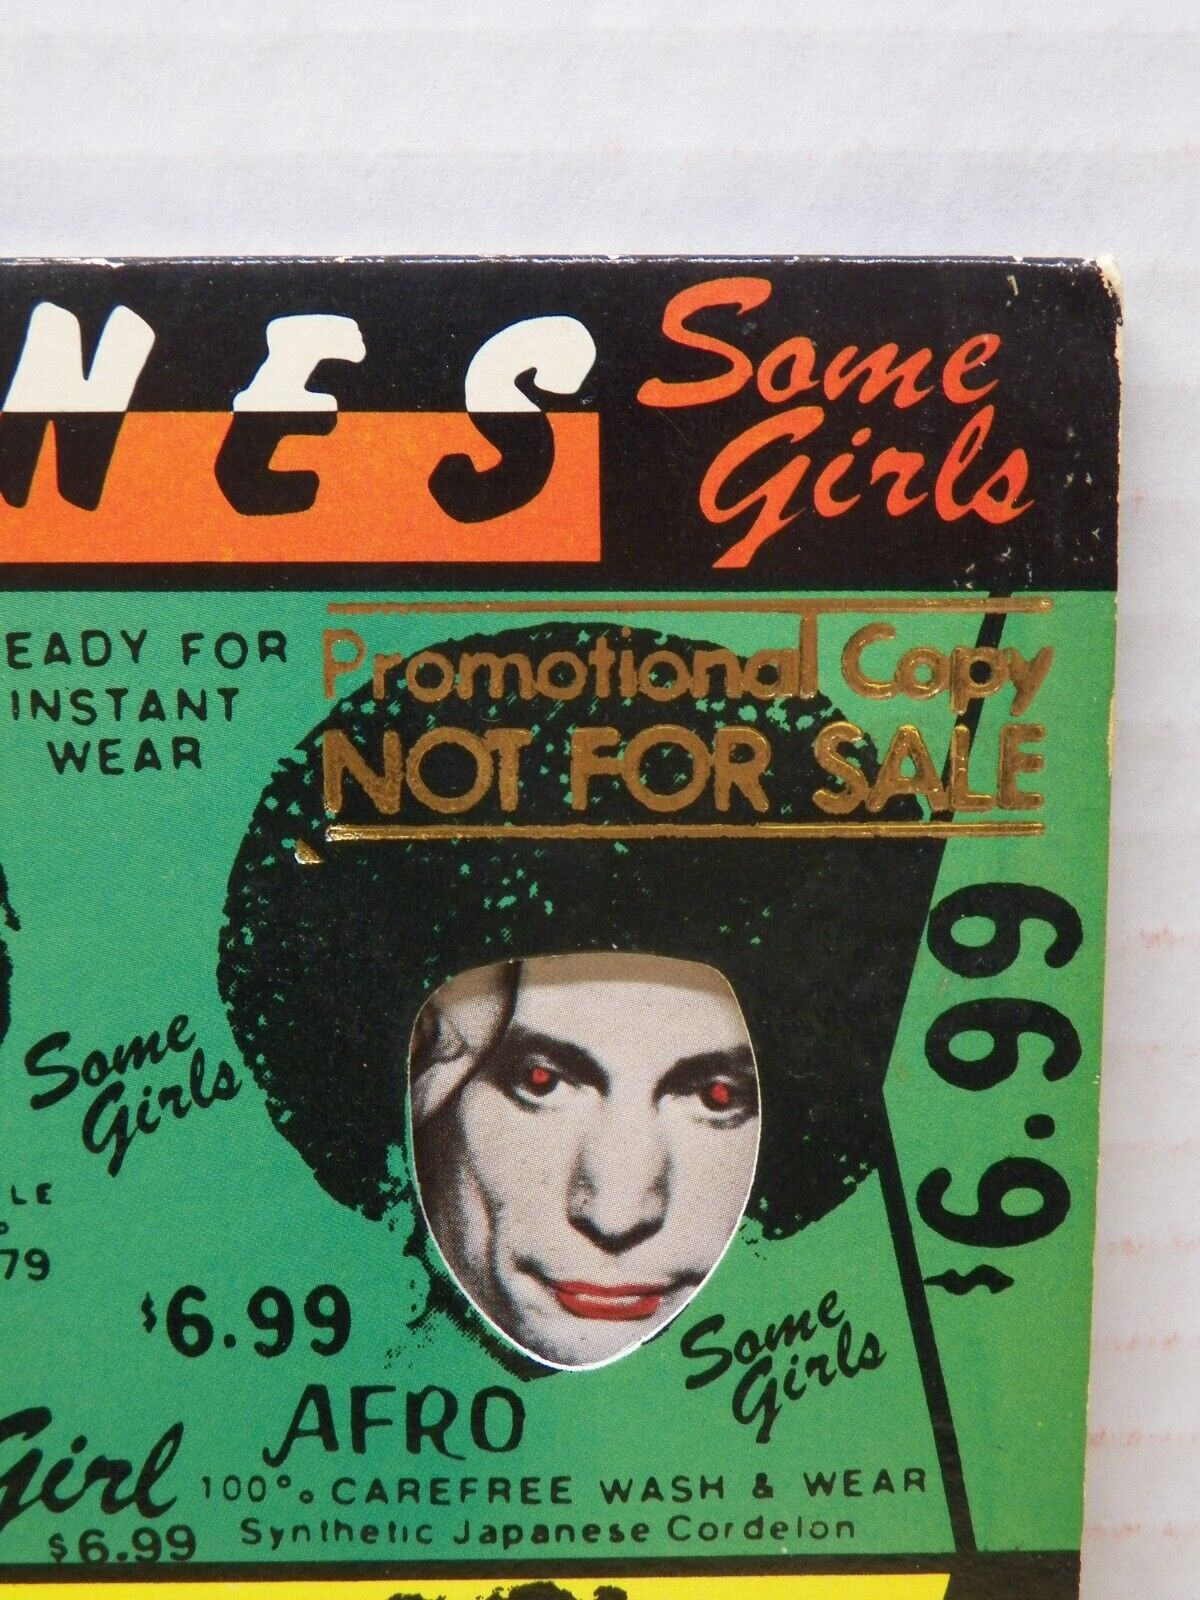 NES
Some
Girls
EADY FOR
INSTANT
WEAR
Promotional Copy
NOT FOR SALE
$6.99
Some
Girls
LE
79
$6.99
Some
Girls
AFRO
Girl
100% CAREFREE WASH & WEAR
$6.99
Synthetic Japanese Cordelon